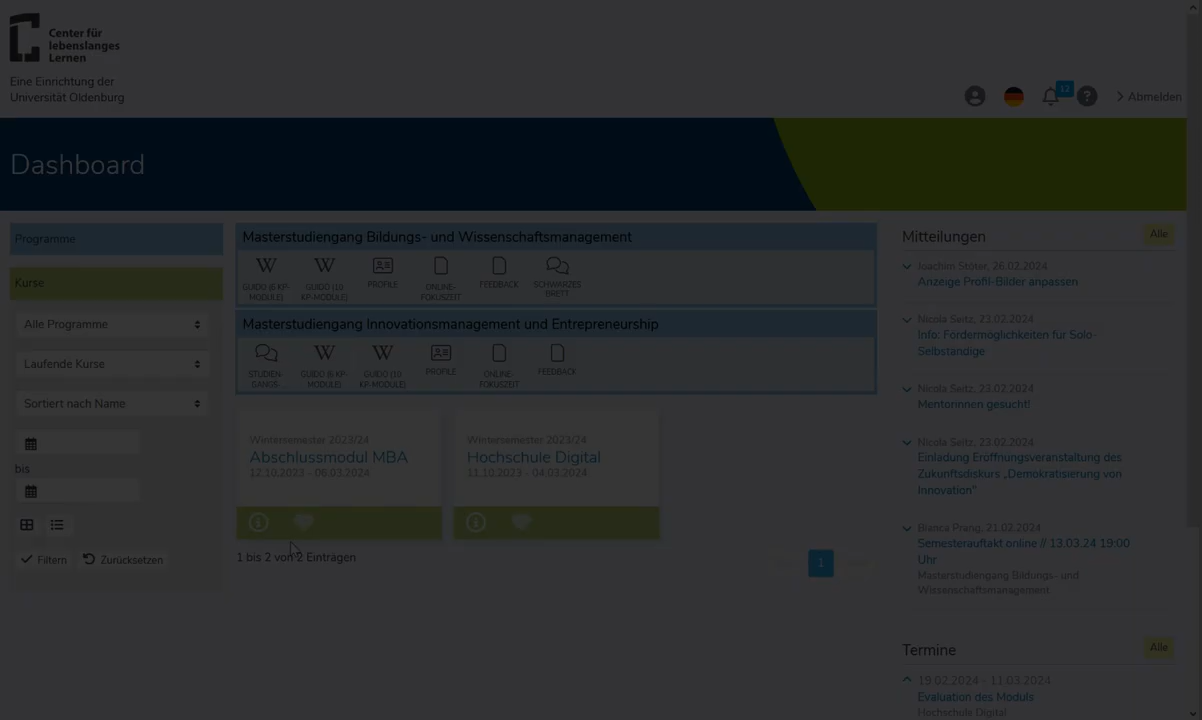 Center für
lebenslanges
Lernen
Eine Einrichtung der
Universität Oldenburg
12
Abmelden
Dashboard
Programme
Kurse
Alle Programme
Laufende Kurse
Sortiert nach Name
bis
Filtern
Zurücksetzen
Masterstudiengang Bildungs- und Wissenschaftsmanagement
GUIDO (6 KP-
MODULE)
GUIDO (10
KP-MODULE)
PROFILE
ONLINE-
FOKUSZEIT
FEEDBACK
SCHWARZES
BRETT
Masterstudiengang Innovationsmanagement und Entrepreneurship
STUDIEN-
GANGS-
GUIDO (6 KP-
MODULE)
GUIDO (10
KP-MODULE)
PROFILE
ONLINE-
FOKUSZEIT
FEEDBACK
Wintersemester 2023/24
Abschlussmodul MBA
12.10.2023 - 06.03.2024
Wintersemester 2023/24
Hochschule Digital
11.10.2023 - 04.03.2024
1 bis 2 von 2 Einträgen
1
Mitteilungen
Alle
Joachim Stöter, 26.02.2024
Anzeige Profil-Bilder anpassen
Nicola Seitz, 23.02.2024
Info: Fördermöglichkeiten für Solo-
Selbständige
Nicola Seitz, 23.02.2024
Mentorinnen gesucht!
Nicola Seitz, 23.02.2024
Einladung Eröffnungsveranstaltung des
Zukunftsdiskurs „Demokratisierung von
Innovation"
Bianca Prang, 21.02.2024
Semesterauftakt online // 13.03.24 19:00
Uhr
Masterstudiengang Bildungs- und
Wissenschaftsmanagement
Termine
Alle
19.02.2024 - 11.03.2024
Evaluation des Moduls
Hochschule Digital